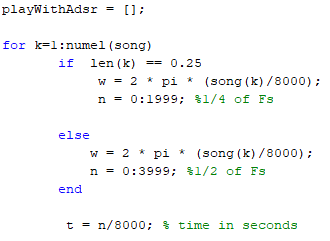 playWithAdsr = [];
for k=1:numel(song)
if len(k) == 0.25
w = 2 * pi * (song(k)/8000);
n = 0:1999; %1/4 of Fs
else
w = 2 * pi * (song(k)/8000);
n = 0:3999; %1/2 of Fs
end
t = n/8000; % time in seconds